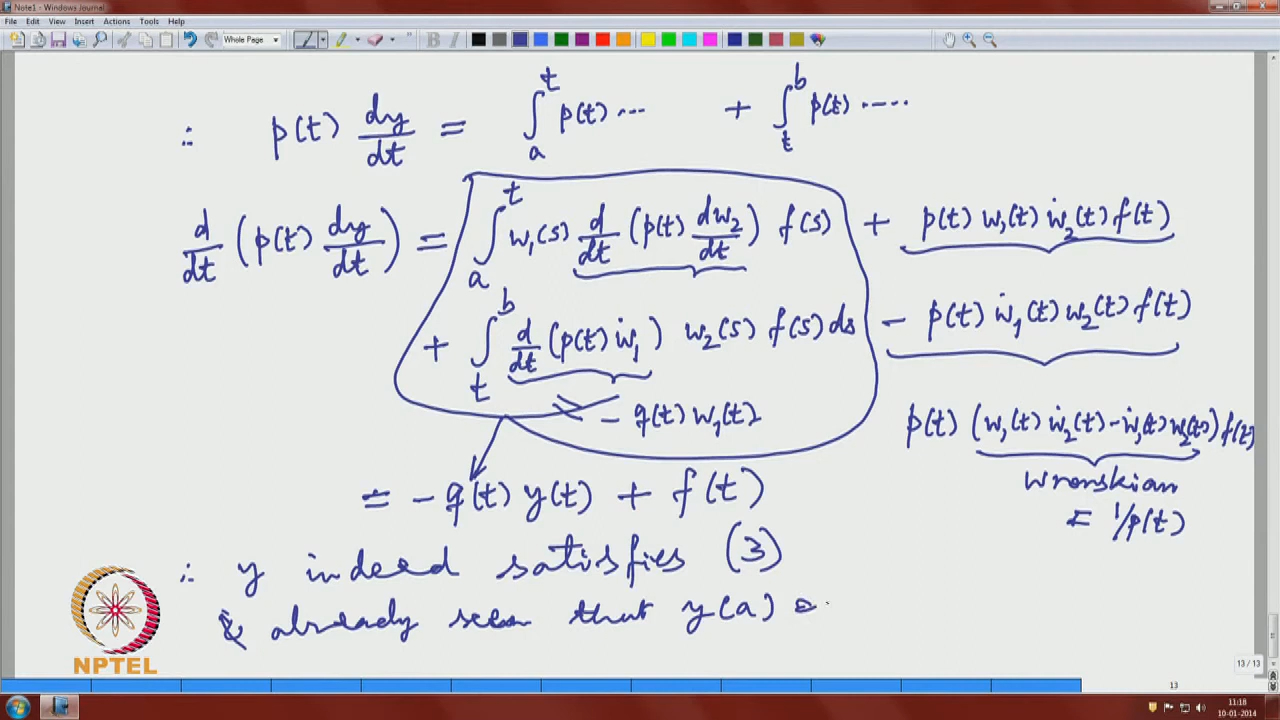 Note1 - Windows Journal
File Edit View Insert Actions Tools Help
Whole Page
B I
∴ p(t) dy/dt = ∫_a^t p(t) ... + ∫_t^b p(t) .....
d/dt (p(t) dy/dt) = ∫_a^t w₁(s) d/dt (p(t) dw₂/dt) f(s) + p(t) w₁(t) ẇ₂(t) f(t)
+ ∫_t^b d/dt (p(t) ẇ₁) w₂(s) f(s) ds - p(t) ẇ₁(t) w₂(t) f(t)
- q(t) w₁(t)
p(t) (w₁(t) ẇ₂(t) - ẇ₁(t) w₂(t)) f(t)
Wronskian
= 1/p(t)
= - q(t) y(t) + f(t)
∴ y indeed satisfies (3)
& already seen that y(a) =
NPTEL
13 / 13
13
11:18
10-01-2014